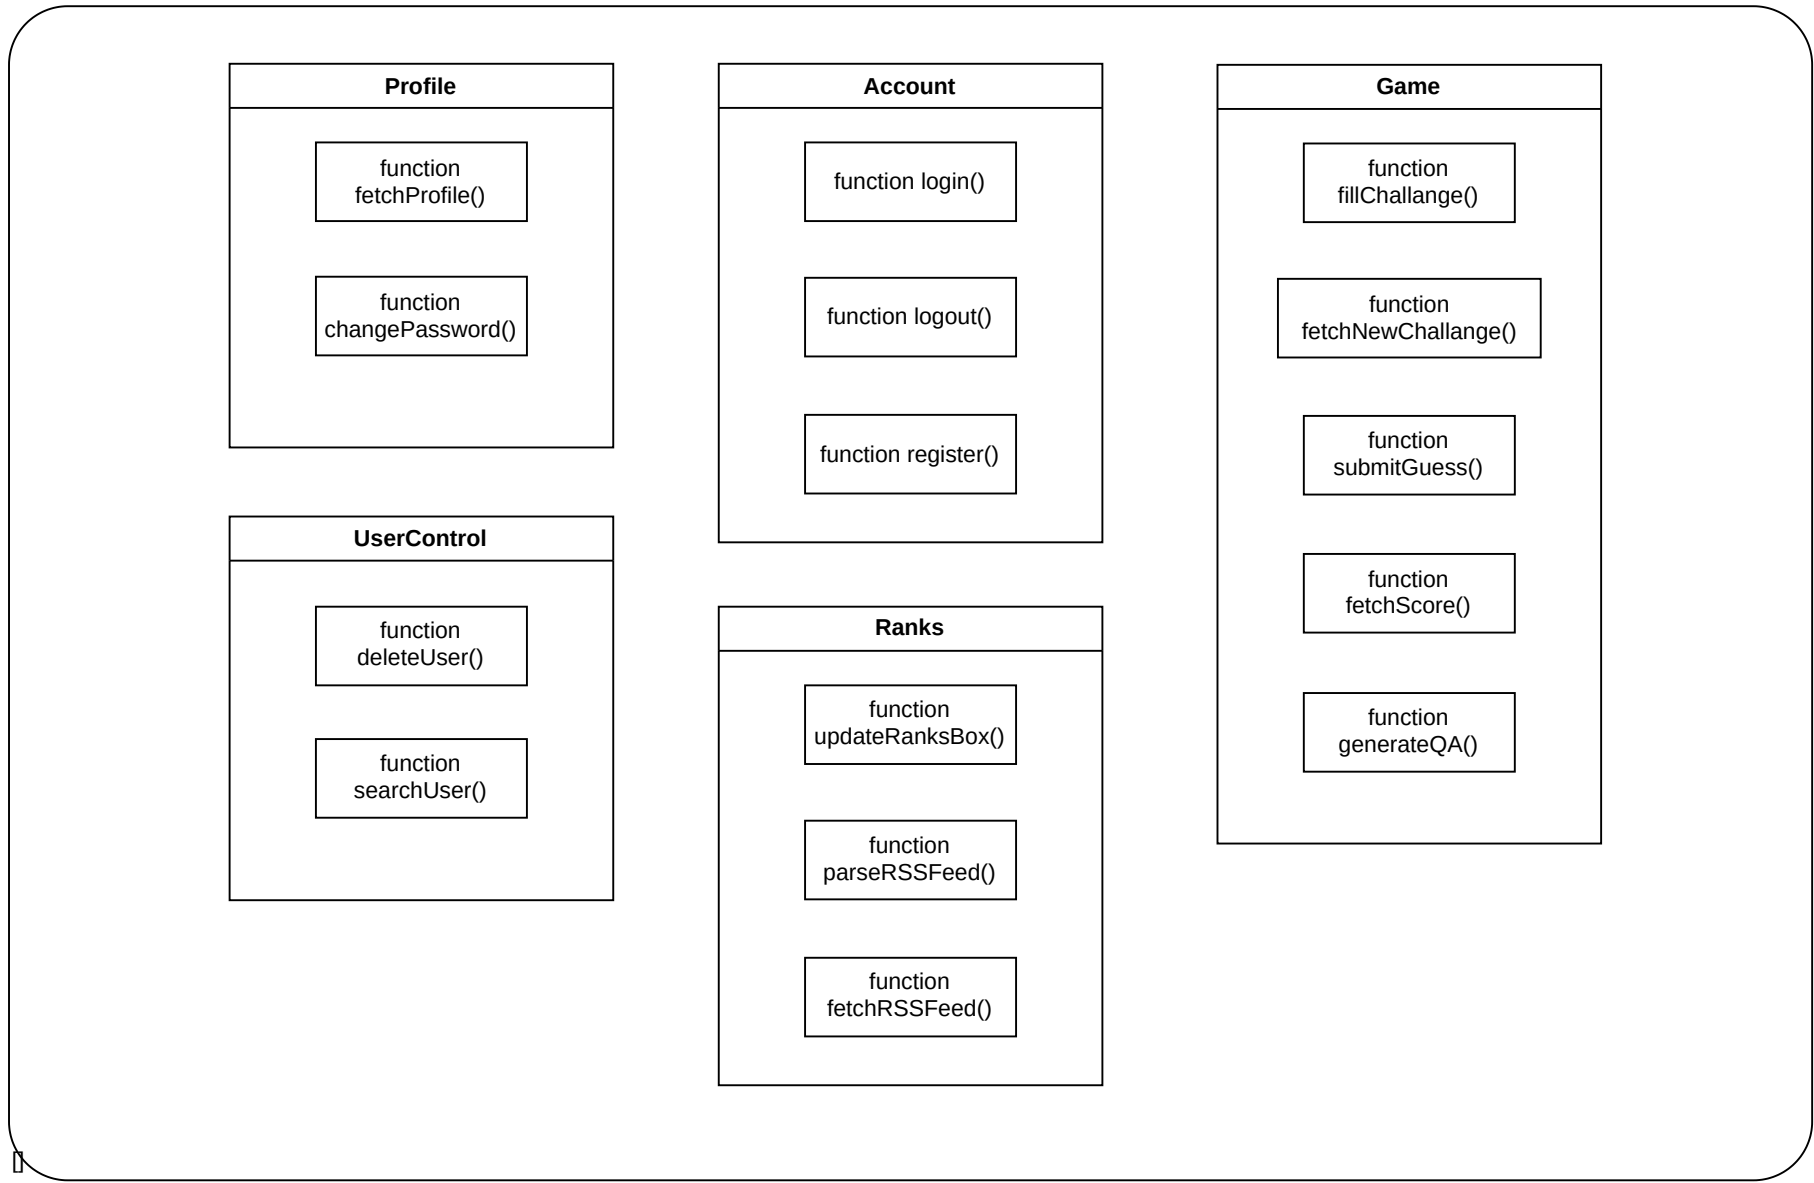 Profile
function
fetchProfile()
function
changePassword()
UserControl
function
deleteUser()
function
searchUser()
Account
function login()
function logout()
function register()
Ranks
function
updateRanksBox()
function
parseRSSFeed()
function
fetchRSSFeed()
Game
function
fillChallange()
function
fetchNewChallange()
function
submitGuess()
function
fetchScore()
function
generateQA()